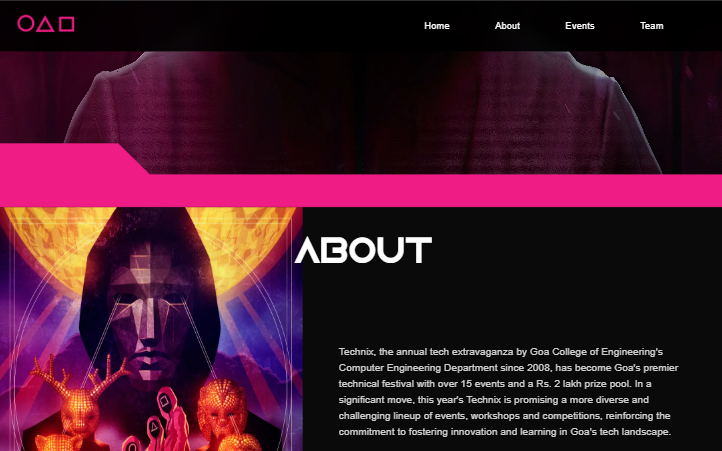 Home About Events Team
ABOUT
Technix, the annual tech extravaganza by Goa College of Engineering's
Computer Engineering Department since 2008, has become Goa's premier
technical festival with over 15 events and a Rs. 2 lakh prize pool. In a
significant move, this year's Technix is promising a more diverse and
challenging lineup of events, workshops and competitions, reinforcing the
commitment to fostering innovation and learning in Goa's tech landscape.